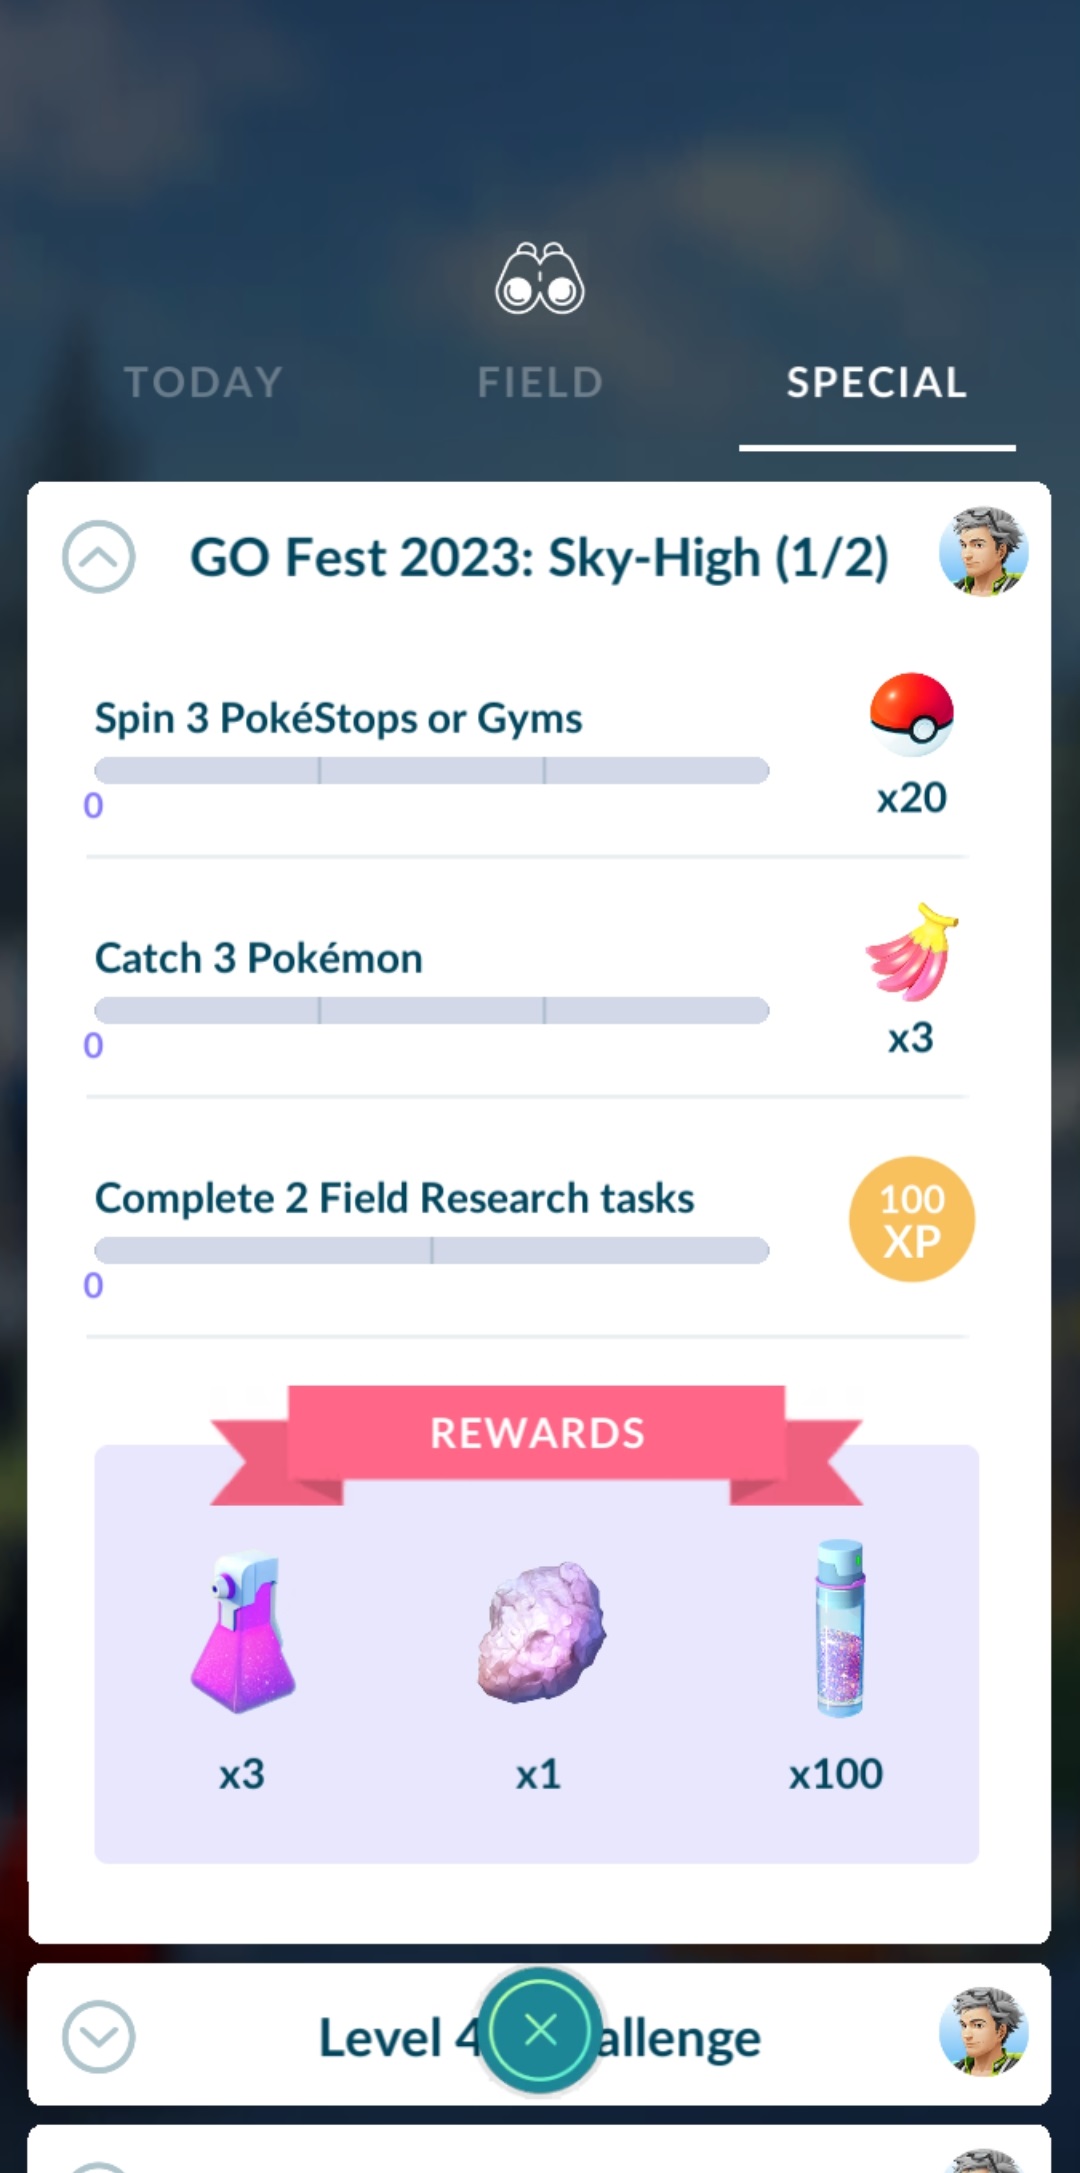 TODAY FIELD SPECIAL
GO Fest 2023: Sky-High (1/2)
Spin 3 PokéStops or Gyms
0
x20
Catch 3 Pokémon
0
x3
Complete 2 Field Research tasks
0
100
XP
REWARDS
x3 x1 x100
Level 4 allenge